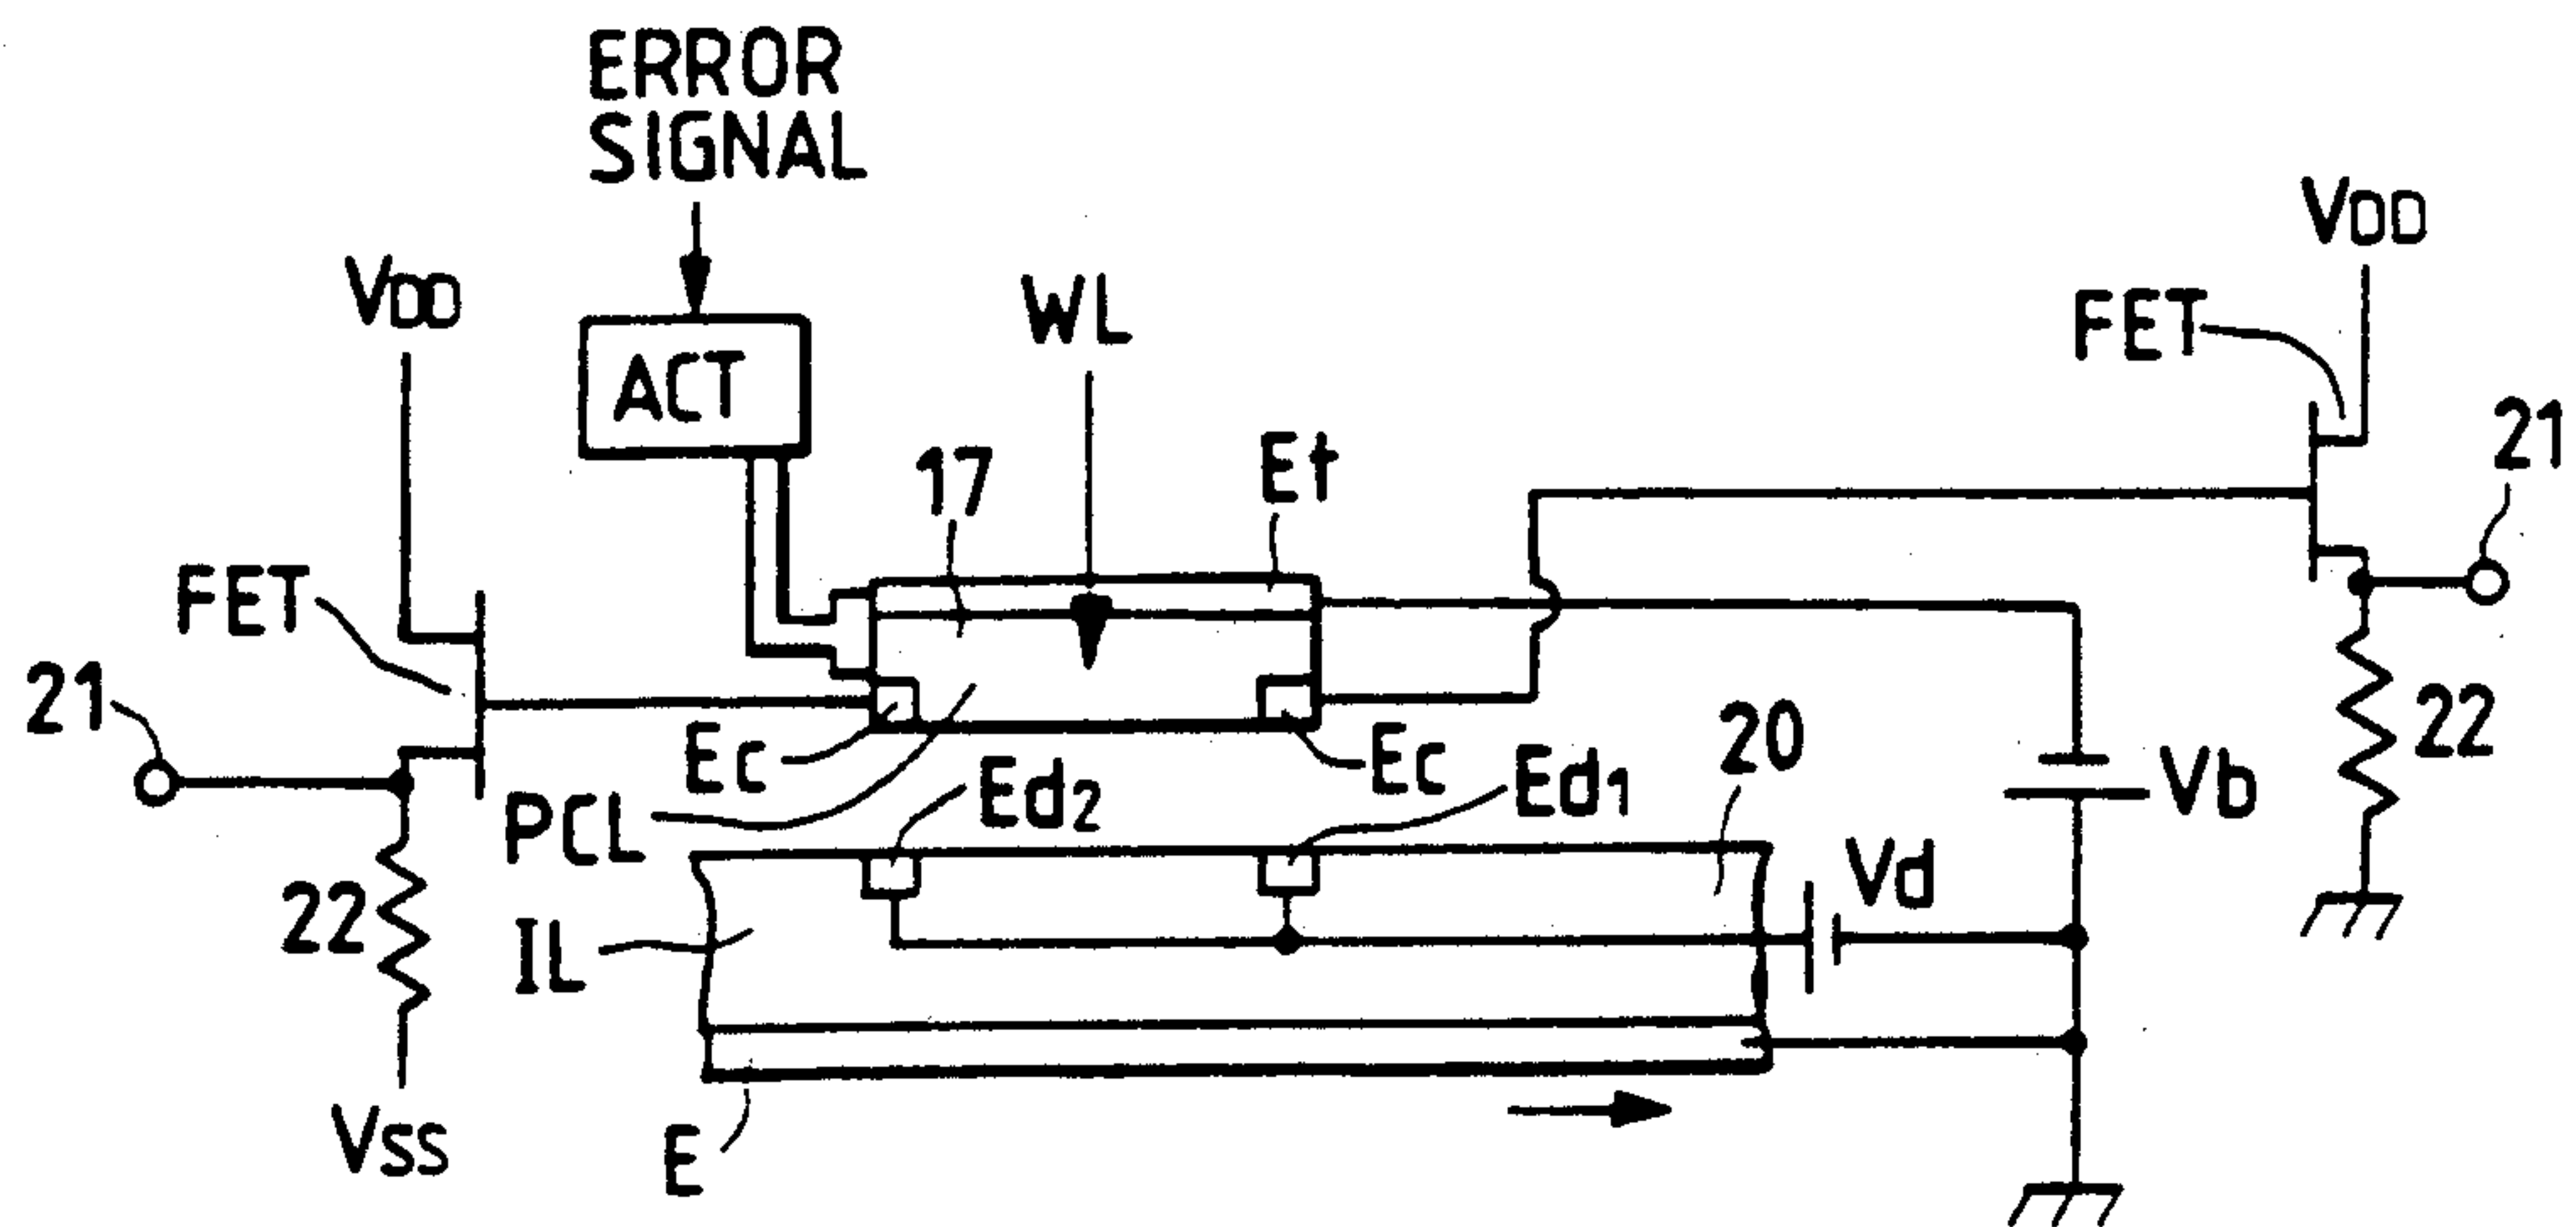 ERROR
SIGNAL
VDD
ACT
WL
VDD
FET
21
17
Et
FET
21
Ec
Ec
20
22
Vb
PCL
Ed2
Ed1
22
IL
Vd
VSS
E